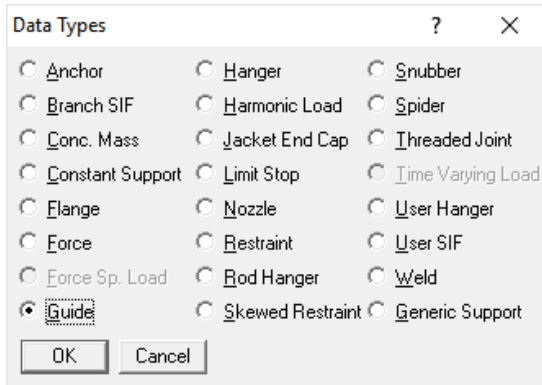 Data Types ?
Anchor Hanger Snubber
Branch SIF Harmonic Load Spider
Conc. Mass Jacket End Cap Threaded Joint
Constant Support Limit Stop Time Varying Load
Flange Nozzle User Hanger
Force Restraint User SIF
Force Sp. Load Rod Hanger Weld
Guide Skewed Restraint Generic Support
OK Cancel